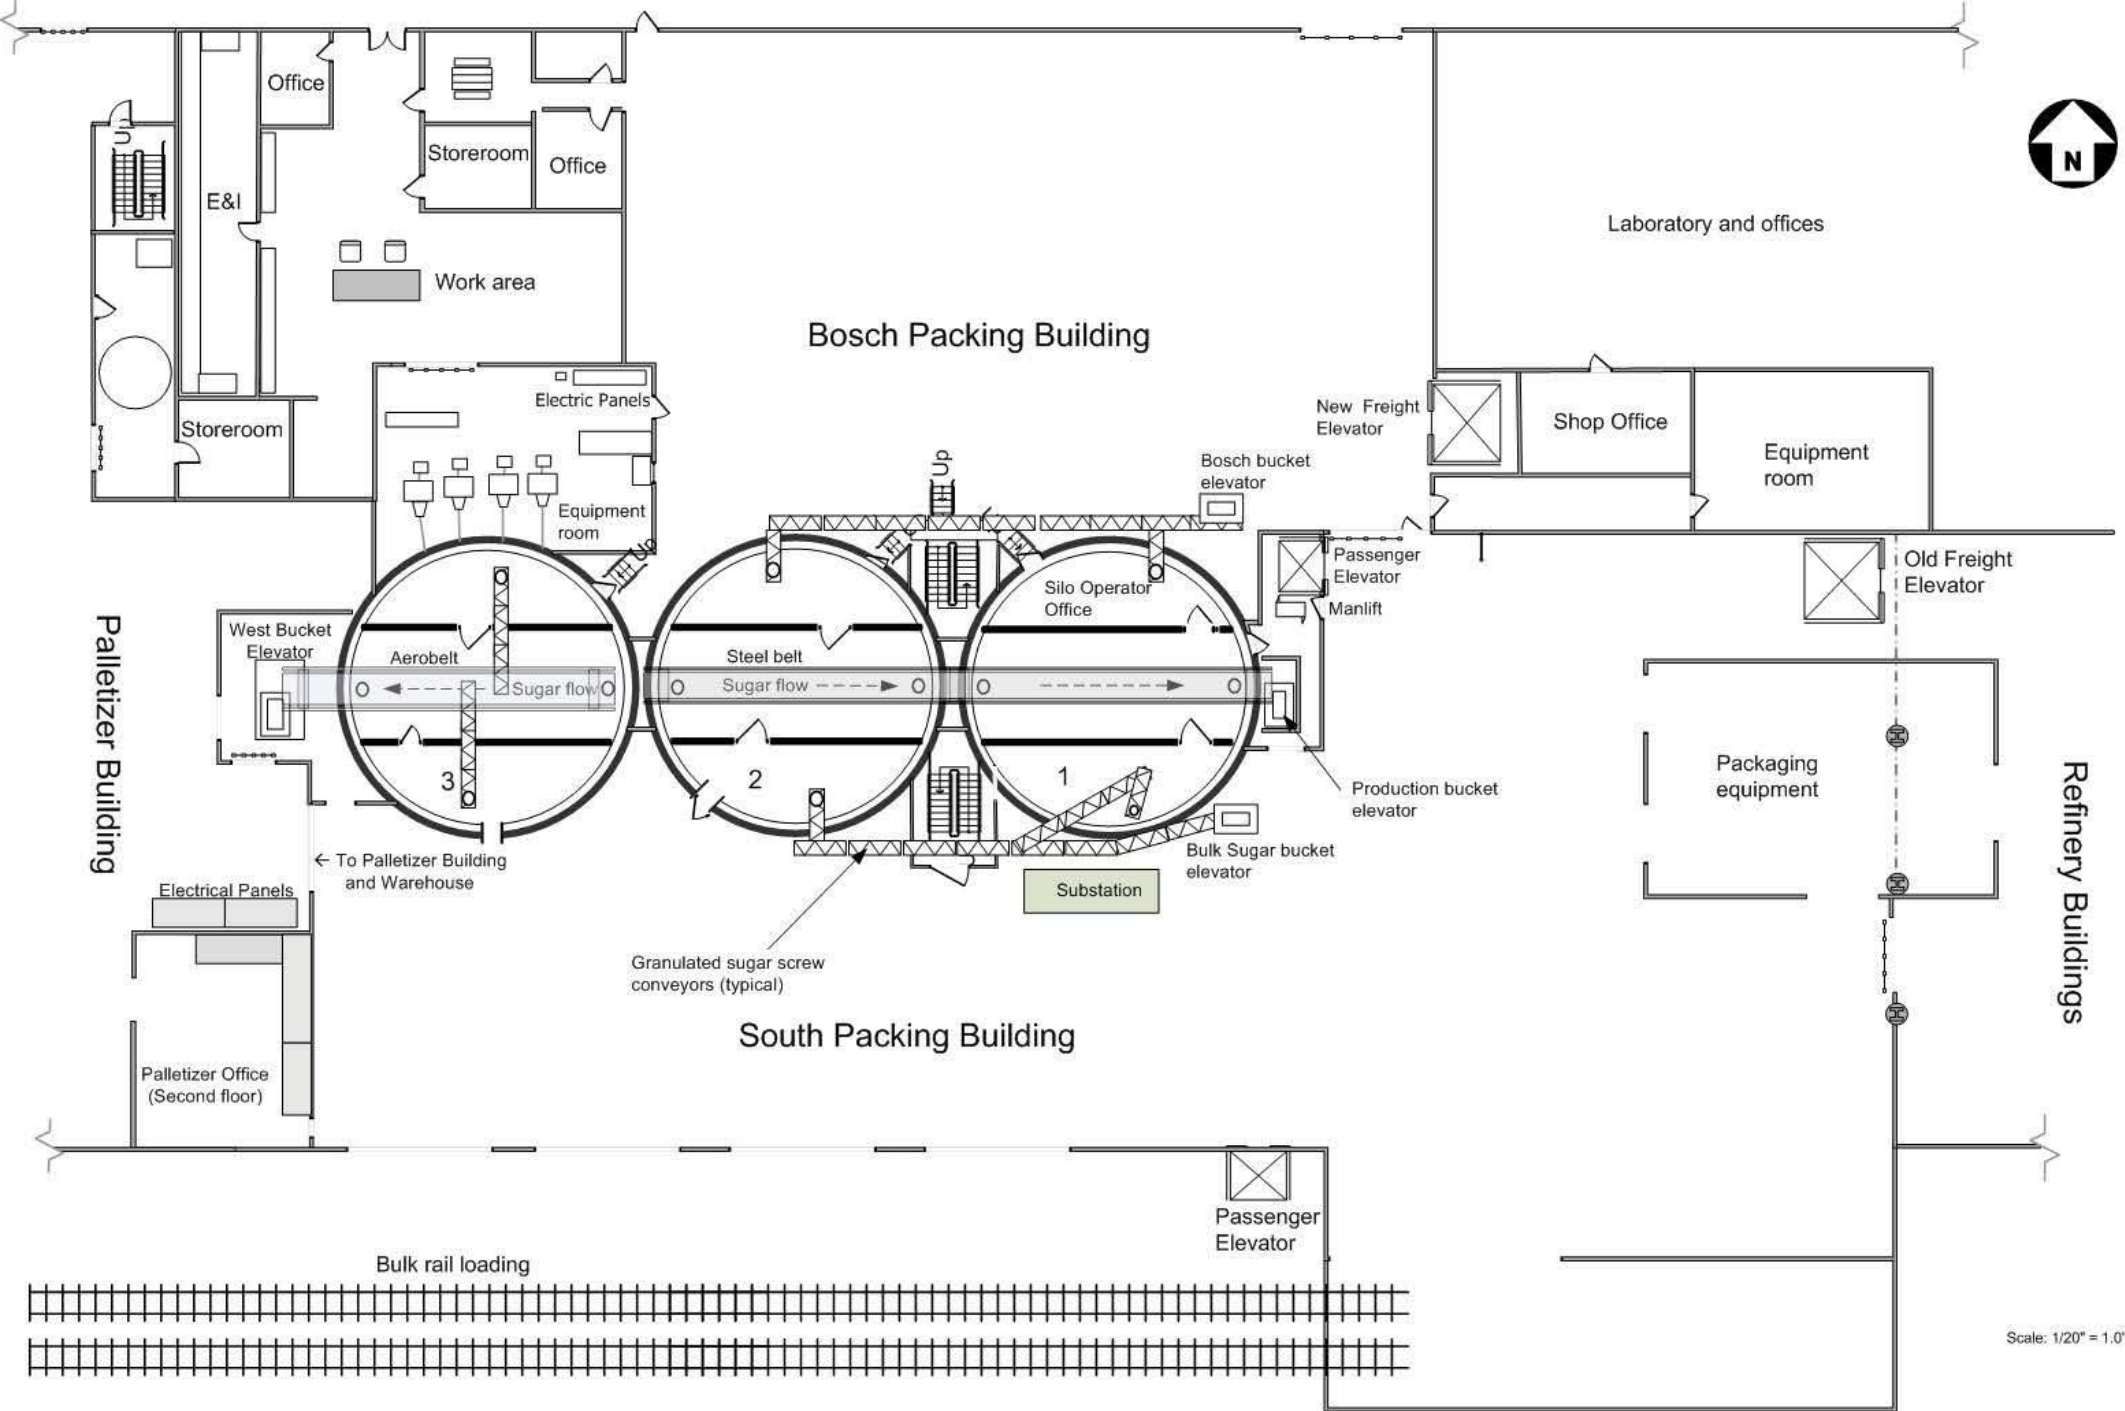 Office
N
Up
Storeroom
Office
E&I
Laboratory and offices
Work area
Bosch Packing Building
Electric Panels
New Freight
Elevator
Shop Office
Storeroom
Equipment
room
Up
Bosch bucket
elevator
Equipment
room
Up
Passenger
Elevator
Old Freight
Elevator
Silo Operator
Office
Manlift
West Bucket
Elevator
Aerobelt
Steel belt
Sugar flow
Sugar flow
Palletizer Building
3
2
1
Packaging
equipment
Production bucket
elevator
Refinery Buildings
← To Palletizer Building
and Warehouse
Bulk Sugar bucket
elevator
Electrical Panels
Substation
Granulated sugar screw
conveyors (typical)
South Packing Building
Palletizer Office
(Second floor)
Passenger
Elevator
Bulk rail loading
Scale: 1/20" = 1.0'